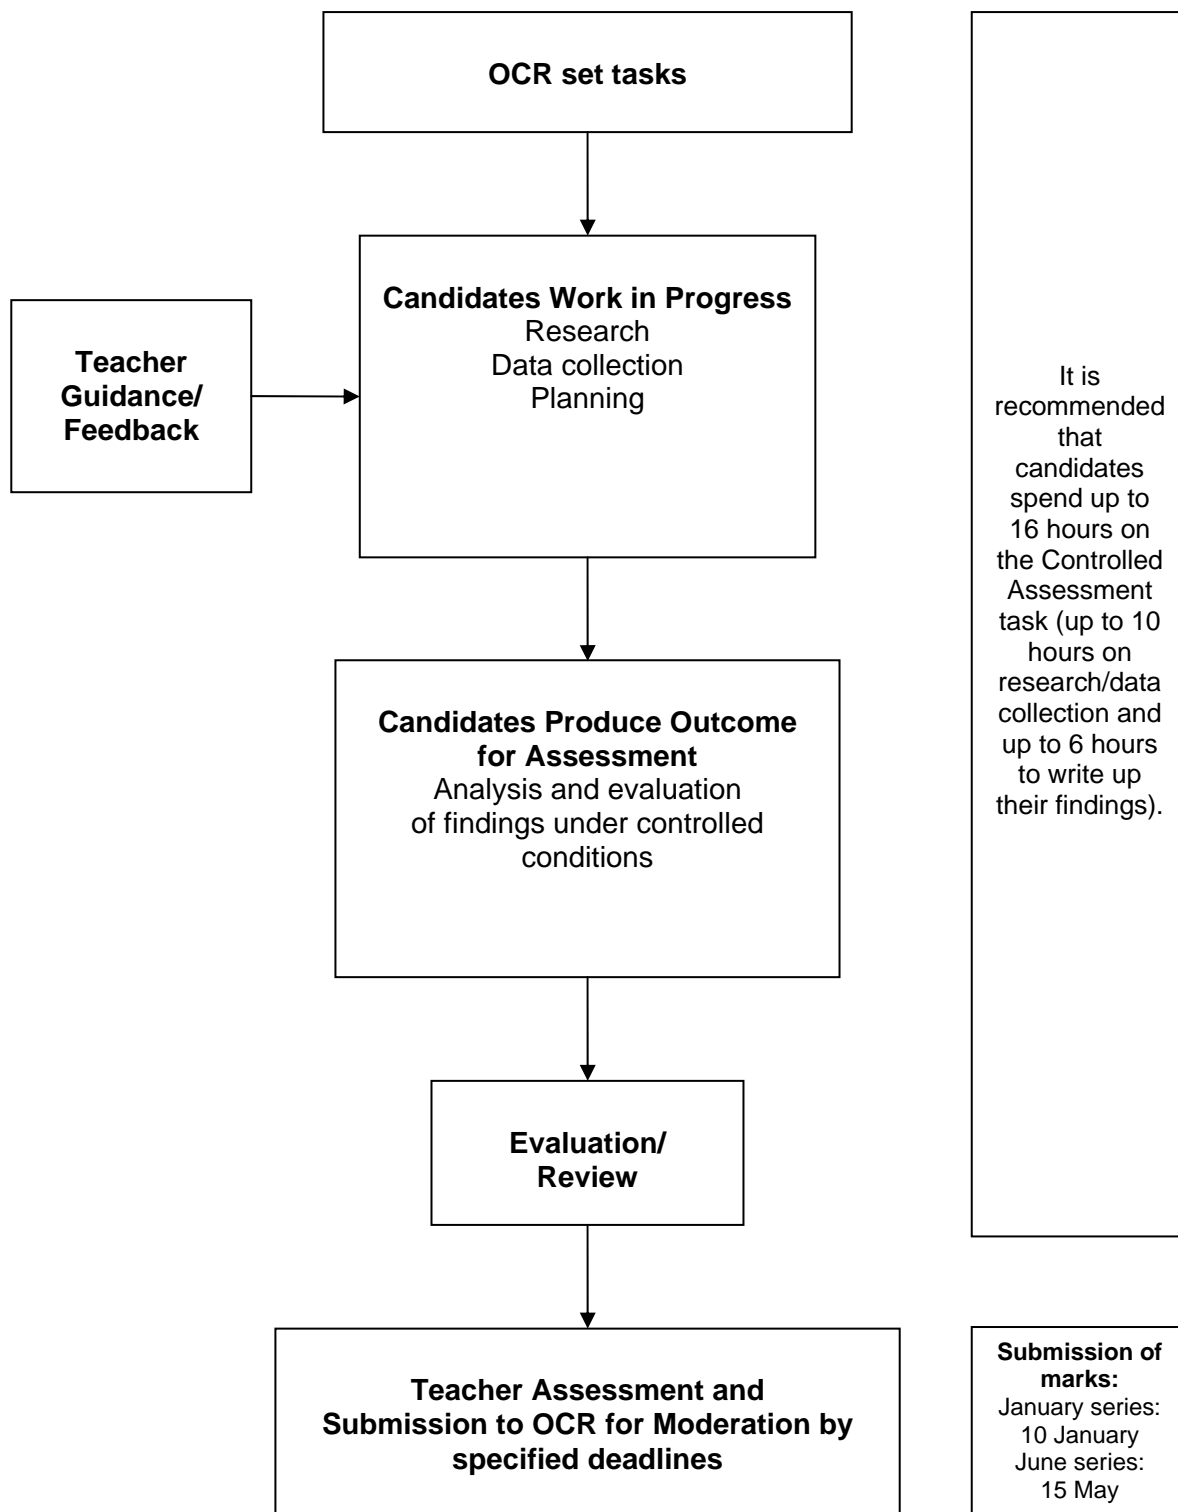 OCR set tasks
Candidates Work in Progress
Research
Data collection
Planning
Teacher
Guidance/
Feedback
It is
recommended
that
candidates
spend up to
16 hours on
the Controlled
Assessment
task (up to 10
hours on
research/data
collection and
up to 6 hours
to write up
their findings).
Candidates Produce Outcome
for Assessment
Analysis and evaluation
of findings under controlled
conditions
Evaluation/
Review
Teacher Assessment and
Submission to OCR for Moderation by
specified deadlines
Submission of
marks:
January series:
10 January
June series:
15 May